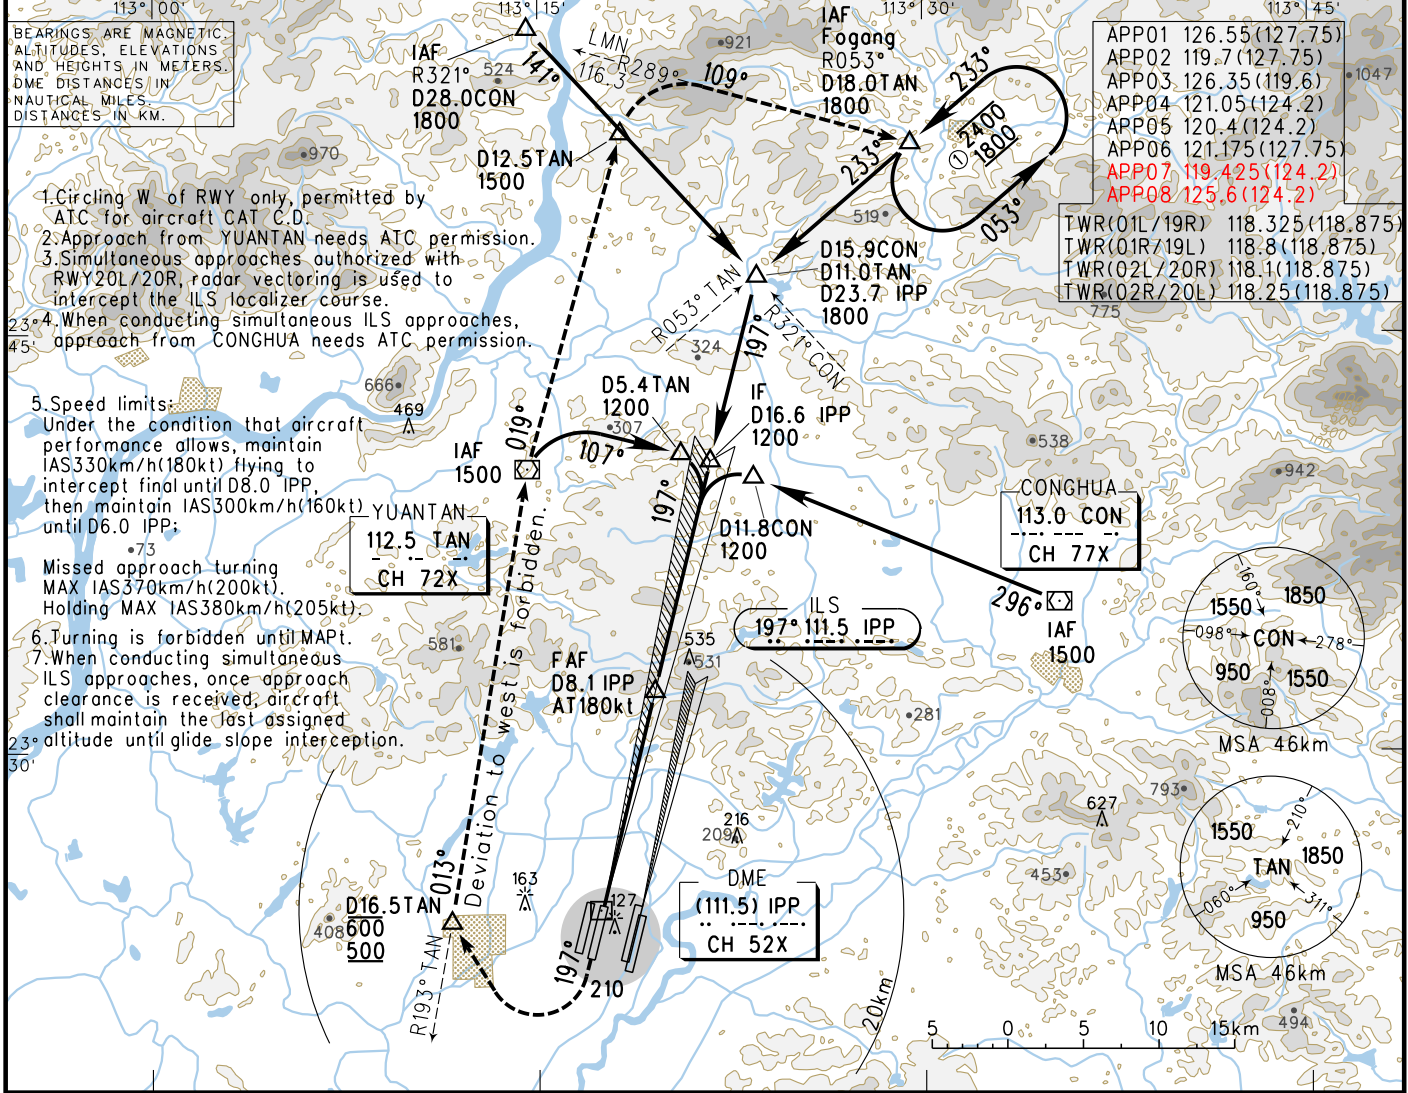 113° 00'
113° 15'
113° 30'
113° 45'
BEARINGS ARE MAGNETIC.
ALTITUDES, ELEVATIONS
AND HEIGHTS IN METERS.
DME DISTANCES IN
NAUTICAL MILES.
DISTANCES IN KM.
IAF
R321°
D28.0CON
1800
524
141°
LMN
116.3
R289°
921
109°
IAF
Fogang
R053°
D18.0TAN
1800
233°
① 2400
1800
233°
053°
519
APP01 126.55(127.75)
APP02 119.7(127.75)
APP03 126.35(119.6)
APP04 121.05(124.2)
APP05 120.4(124.2)
APP06 121.175(127.75)
APP07 119.425(124.2)
APP08 125.6(124.2)
1047
TWR(01L/19R) 118.325(118.875)
TWR(01R/19L) 118.8(118.875)
TWR(02L/20R) 118.1(118.875)
TWR(02R/20L) 118.25(118.875)
775
970
D12.5TAN
1500
1.Circling W. of RWY only, permitted by
ATC for aircraft CAT C.D.
2.Approach from YUANTAN needs ATC permission.
3.Simultaneous approaches authorized with
RWY20L/20R, radar vectoring is used to
intercept the ILS localizer course.
4.When conducting simultaneous ILS approaches,
approach from CONGHUA needs ATC permission.
23°
45'
D15.9CON
D11.0TAN
D23.7 IPP
1800
R053° TAN
R321° CON
197°
324
666
469
5.Speed limits:
Under the condition that aircraft
performance allows, maintain
IAS330km/h(180kt) flying to
intercept final until D8.0 IPP,
then maintain IAS300km/h(160kt)
until D6.0 IPP;
73
Missed approach turning
MAX IAS370km/h(200kt).
Holding MAX IAS380km/h(205kt).
6.Turning is forbidden until MAPt.
7.When conducting simultaneous
ILS approaches, once approach
clearance is received, aircraft
shall maintain the last assigned
altitude until glide slope interception.
23°
30'
D5.4TAN
1200
307
107°
019°
IAF
1500
IF
D16.6 IPP
1200
197°
D11.8CON
1200
538
942
YUANTAN
112.5 TAN
CH 72X
CONGHUA
113.0 CON
CH 77X
296°
IAF
1500
ILS
197° 111.5 IPP
581
535
531
FAF
D8.1 IPP
AT180kt
281
Deviation to west is forbidden.
013°
160°
1550
1850
098°
CON
278°
950
1550
008°
MSA 46km
793
627
453
210°
1550
TAN
1850
060°
311°
950
MSA 46km
216
209
163
127
D16.5TAN
600
500
408
R193° TAN
197°
210
DME
(111.5) IPP
CH 52X
20km
5 0 5 10 15km
494